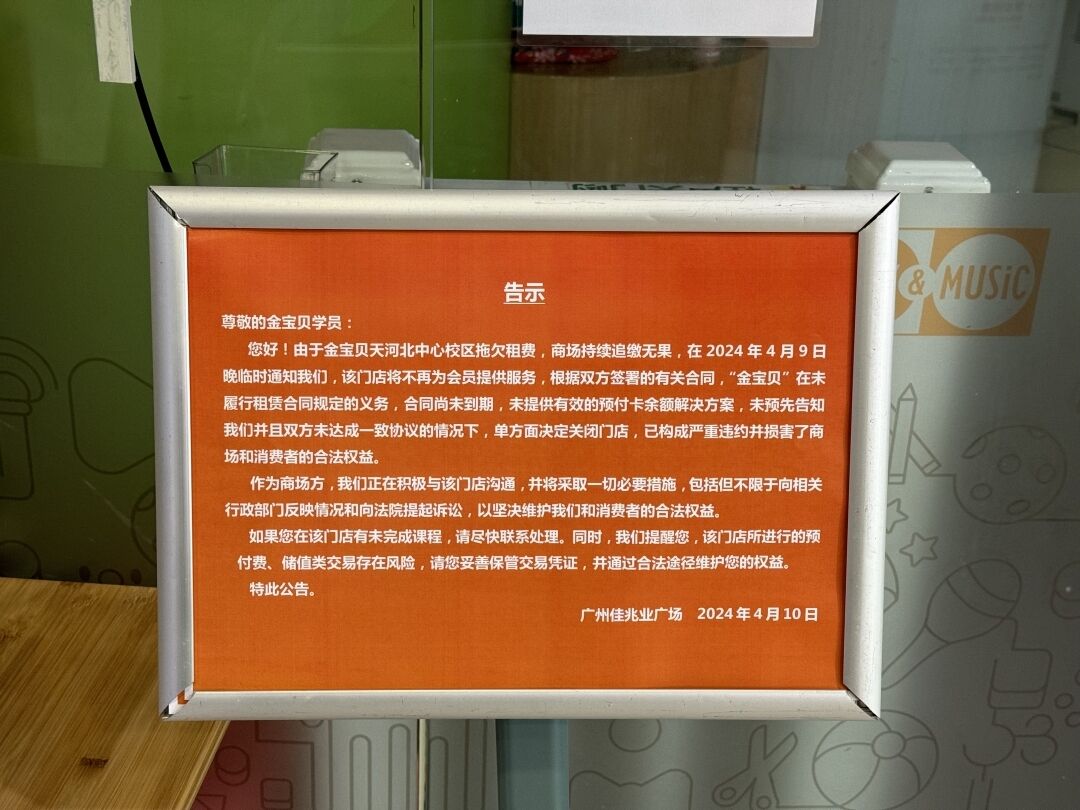 告示
尊敬的金宝贝学员：
您好！由于金宝贝天河北中心校区拖欠租费，商场持续追缴无果，在 2024 年 4 月 9 日
晚临时通知我们，该门店将不再为会员提供服务，根据双方签署的有关合同，“金宝贝”在未
履行租赁合同规定的义务，合同尚未到期，未提供有效的预付卡余额解决方案，未预先告知
我们并且双方未达成一致协议的情况下，单方面决定关闭门店，已构成严重违约并损害了商
场和消费者的合法权益。
作为商场方，我们正在积极与该门店沟通，并将采取一切必要措施，包括但不限于向相关
行政部门反映情况和向法院提起诉讼，以坚决维护我们和消费者的合法权益。
如果您在该门店有未完成课程，请尽快联系处理。同时，我们提醒您，该门店所进行的预
付费、储值类交易存在风险，请您妥善保管交易凭证，并通过合法途径维护您的权益。
特此公告。
广州佳兆业广场 2024 年 4 月 10 日
& MUSiC